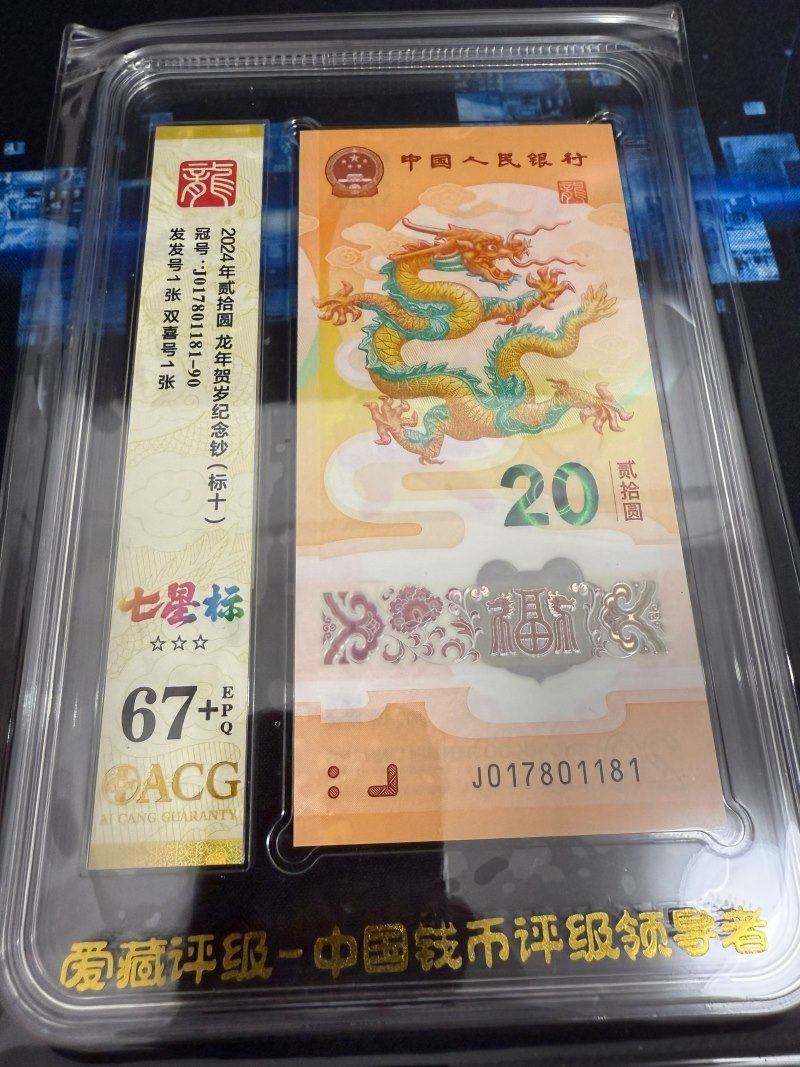 龍
2024年贰拾圆 龙年贺岁纪念钞（标十）
冠号：J017801181-90
发发号1张 双喜号1张
七星标
☆☆☆
67+
EPQ
ACG
AI CANG GUARANTY
中国人民银行
龍
20
贰拾圆
福
J017801181
爱藏评级-中国钱币评级领导者